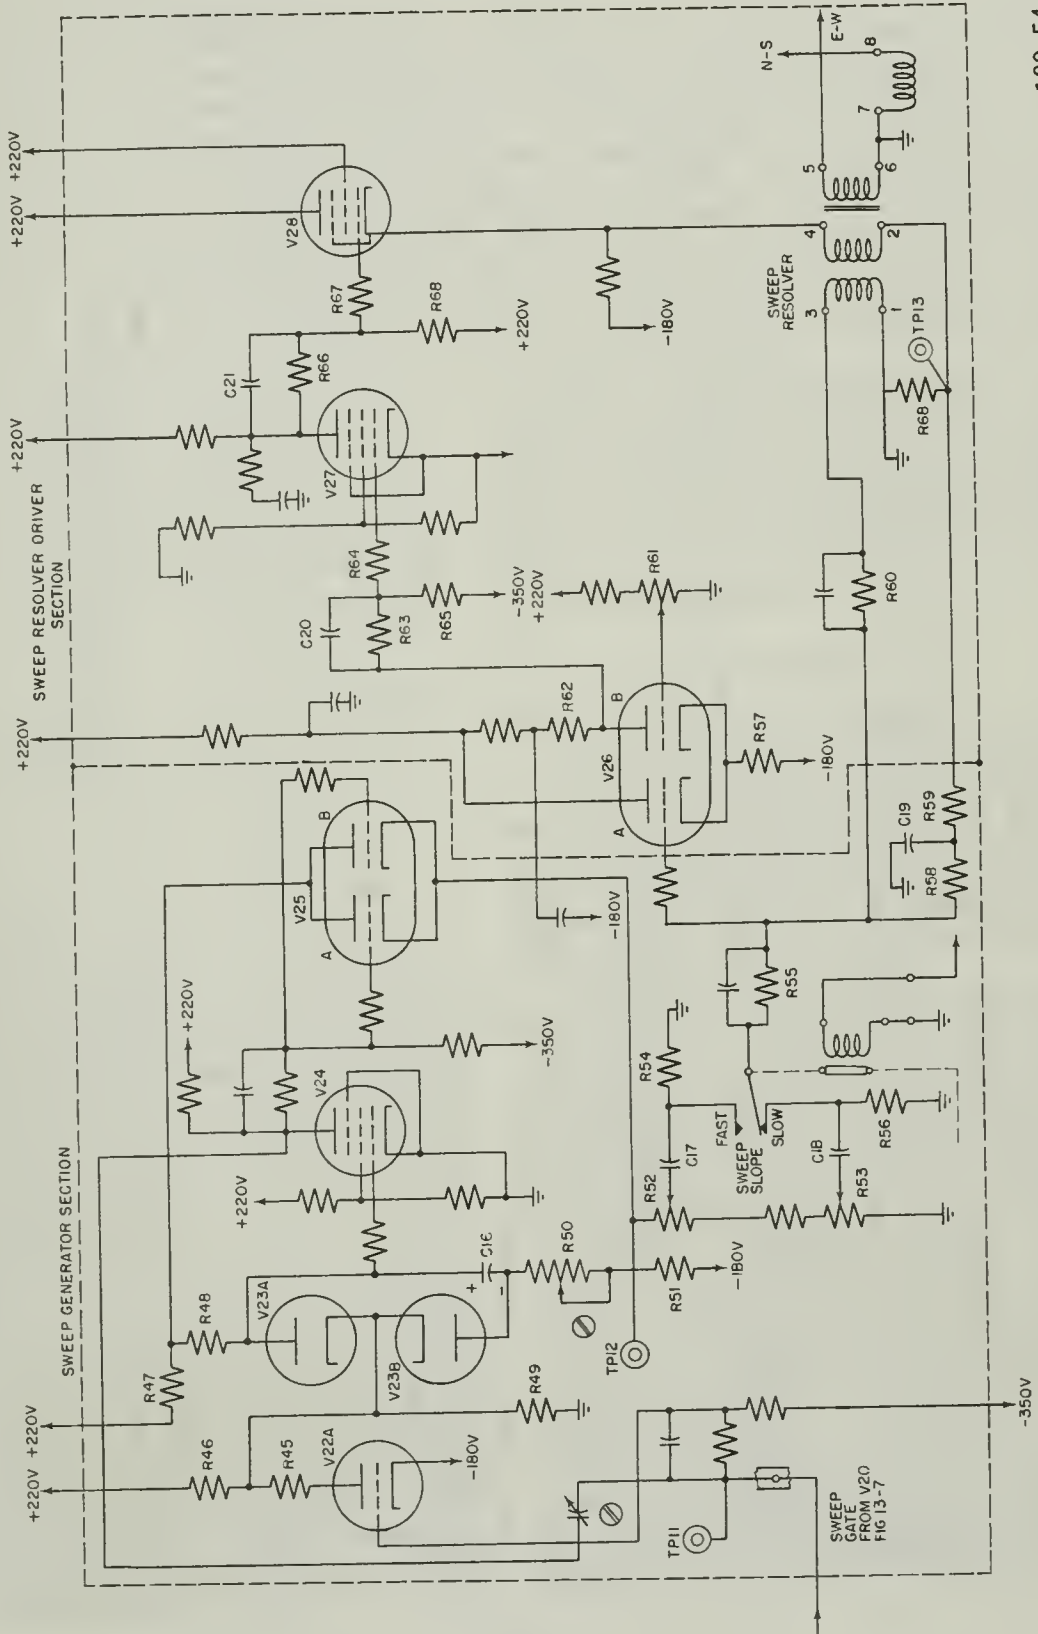 SWEEP GENERATOR SECTION
SWEEP RESOLVER DRIVER
SECTION
+220V
+220V
+220V
+220V
+220V
+220V
R46
R47
R48
R45
V22A
-180V
R49
V23A
V23B
C16
+
-
R50
R51
-180V
+220V
V24
+220V
-350V
V25
A
B
-180V
TP12
R52
C17
R54
FAST
SWEEP
SLOPE
SLOW
C18
R53
R56
R55
TP11
SWEEP
GATE
FROM V20
FIG 13-7
-350V
R58
C19
R59
V26
A
B
R57
-180V
R62
R61
+220V
-350V
C20
R63
R65
R64
V27
C21
R66
R67
R68
+220V
V28
-180V
R60
SWEEP
RESOLVER
3
1
4
2
5
6
7
8
N-S
E-W
TP13
R68